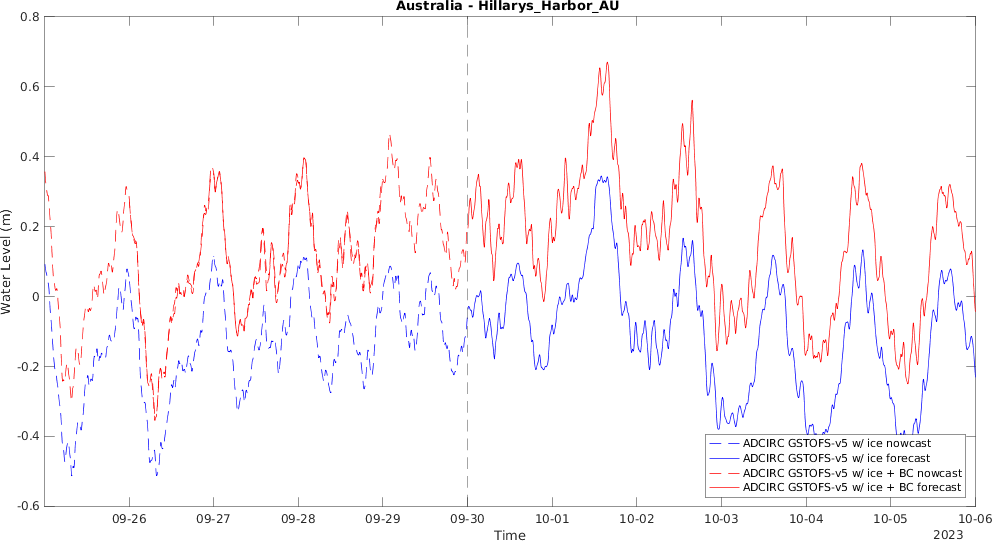 Australia - Hillarys_Harbor_AU
0.8
0.6
0.4
0.2
0
-0.2
-0.4
-0.6
Water Level (m)
ADCIRC GSTOFS-v5 w/ ice nowcast
ADCIRC GSTOFS-v5 w/ ice forecast
ADCIRC GSTOFS-v5 w/ ice + BC nowcast
ADCIRC GSTOFS-v5 w/ ice + BC forecast
09-26 09-27 09-28 09-29 09-30 10-01 10-02 10-03 10-04 10-05 10-06
Time
2023